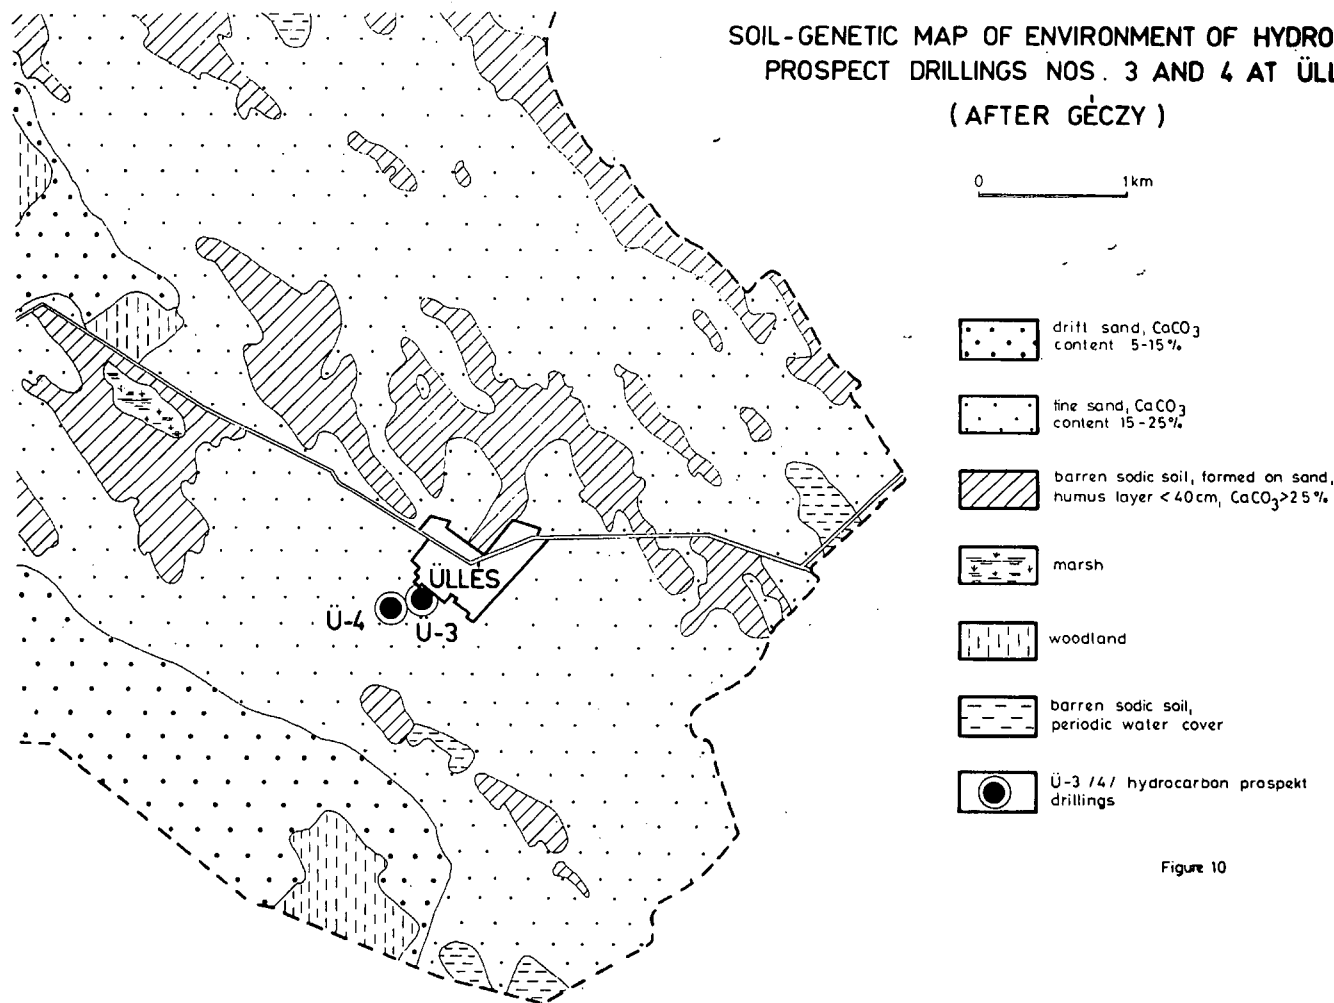 SOIL-GENETIC MAP OF ENVIRONMENT OF HYDRO
PROSPECT DRILLINGS NOS. 3 AND 4 AT ÜLL
(AFTER GÉCZY)
0 1km
drift sand, CaCO3
content 5-15%
fine sand, CaCO3
content 15-25%
barren sodic soil, formed on sand,
humus layer < 40cm, CaCO3>25%
marsh
woodland
barren sodic soil,
periodic water cover
Ü-3 /4/ hydrocarbon prospekt
drillings
ÜLLÉS
Ü-4
Ü-3
Figure 10